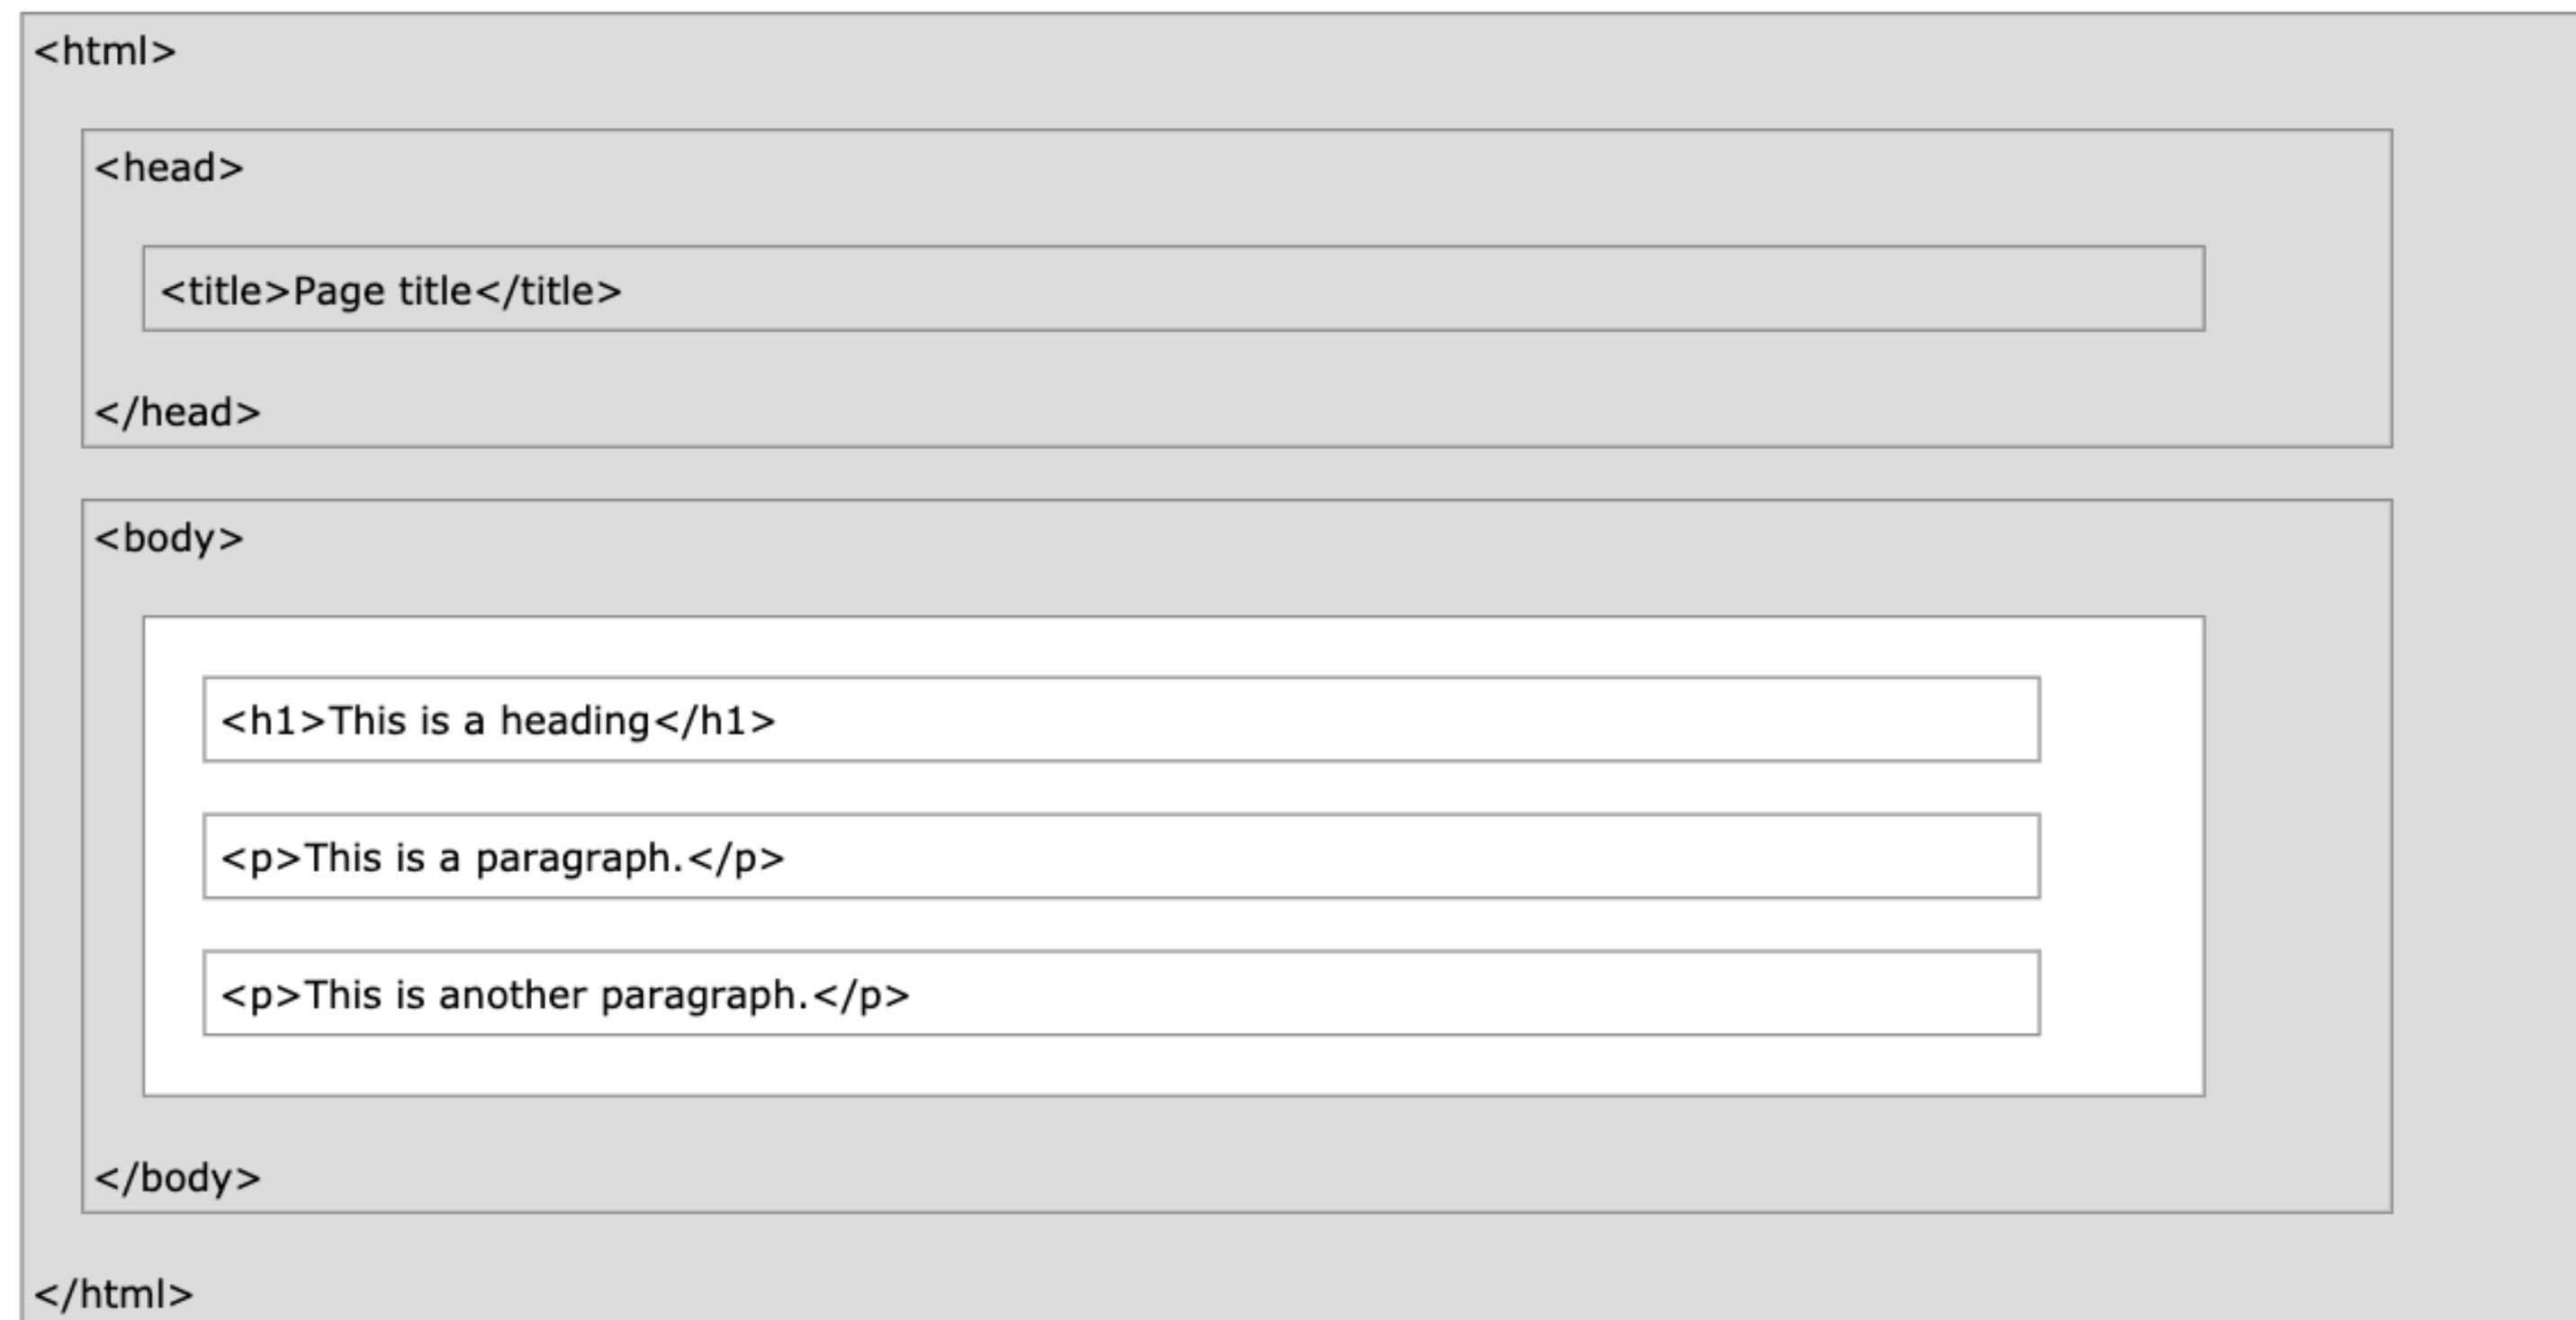 <html>
<head>
<title>Page title</title>
</head>
<body>
<h1>This is a heading</h1>
<p>This is a paragraph.</p>
<p>This is another paragraph.</p>
</body>
</html>